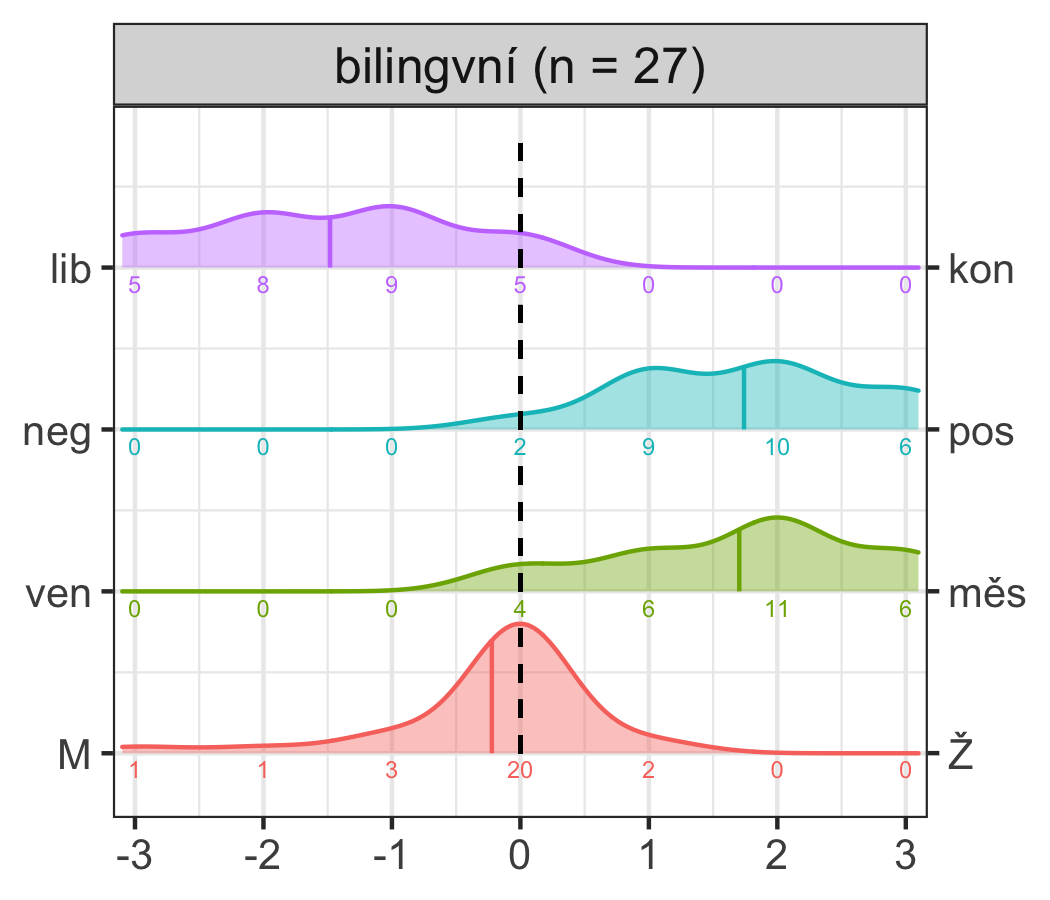 bilingvní (n = 27)
lib kon
5 8 9 5 0 0 0
neg pos
0 0 0 2 9 10 6
ven měs
0 0 0 4 6 11 6
M Ž
1 1 3 20 2 0 0
-3 -2 -1 0 1 2 3